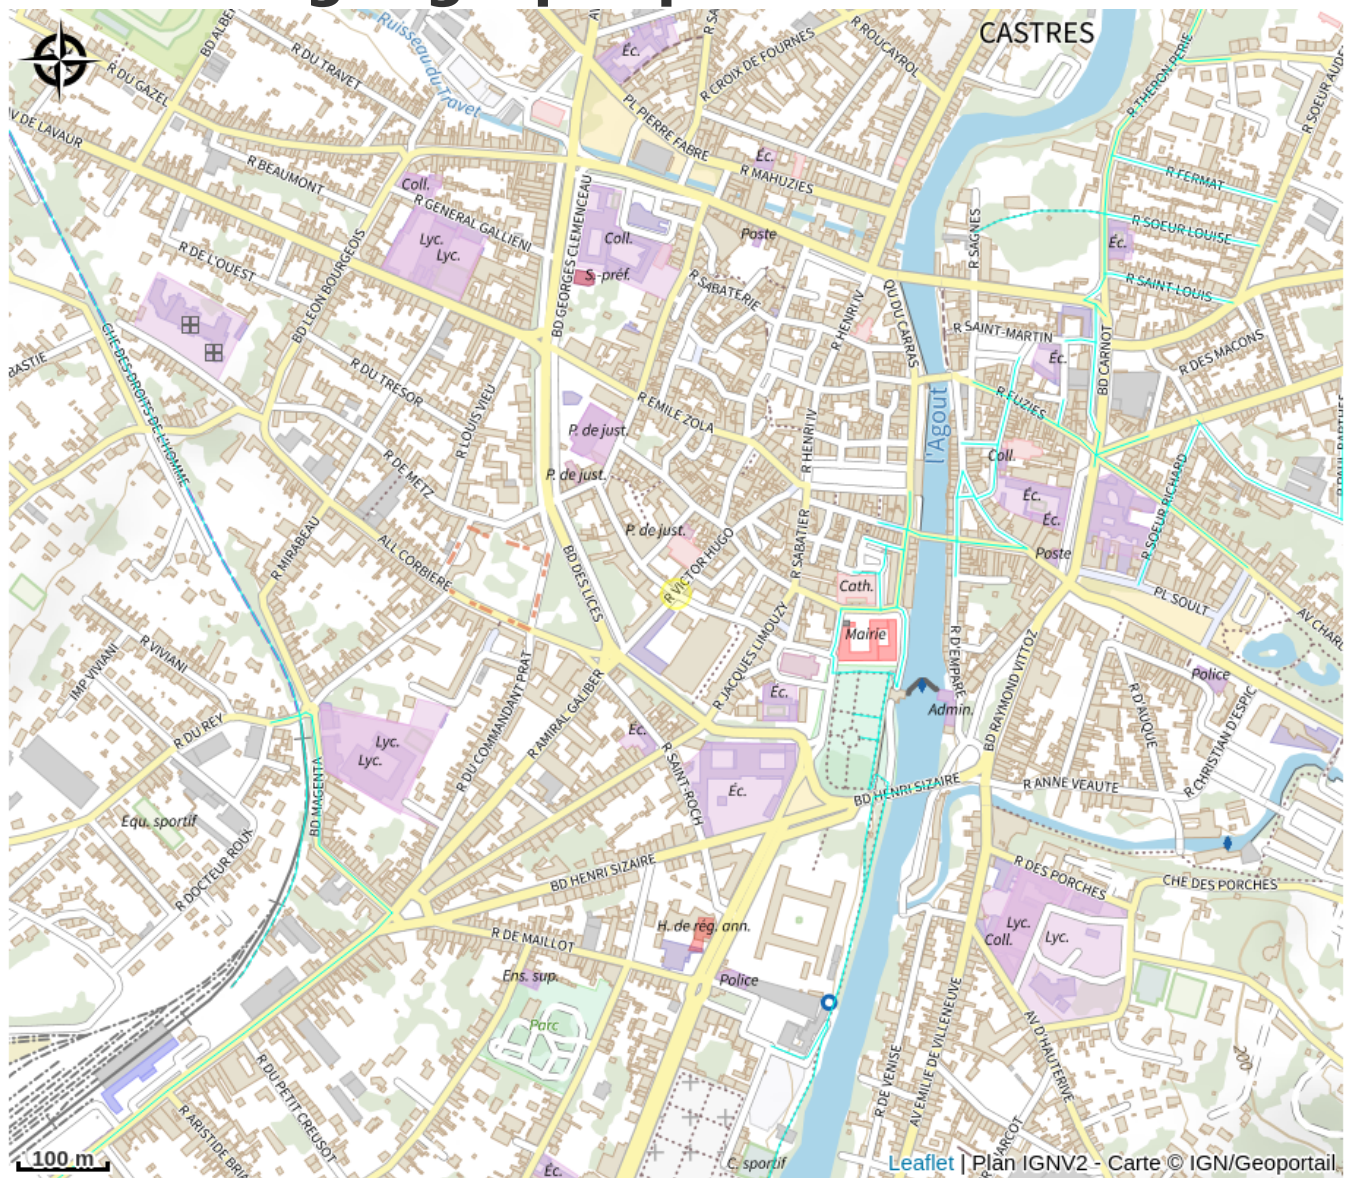 CASTRES
Éc.
BD ALBER
R DU TRAVET
Ruisseau du Travet
R CROIX DE FOURNES
R ROUCAYROL
R THERON PERIE
R DU GAZEL
PL PIERRE FABRE
V DE LAVAUR
R BEAUMONT
Éc.
R MAHUZIES
R FERMAT
Coll.
R GENERAL GALLIENI
BD GEORGES CLEMENCEAU
Lyc.
Lyc.
Coll.
Poste
R SAGNES
R SOEUR LOUISE
Éc.
R DE L'OUEST
BD LEON BOURGEOIS
S.-préf.
R SABATERIE
R HENRI IV
QU DU CARRAS
R SAINT-LOUIS
R SAINT-MARTIN
Éc.
BD CARNOT
R DES MACONS
BASTIE
CHE DES DROITS DE L'HOMME
R DU TRESOR
R LOUIS VIEU
R EMILE ZOLA
P. de just.
R HENRI IV
l'Agout
R FUZIES
Coll.
R DE METZ
P. de just.
Éc.
Éc.
R SOEUR RICHARD
R MIRABEAU
ALL CORBIERE
BD DES LICES
P. de just.
R VICTOR HUGO
R SABATIER
Poste
Cath.
PL SOULT
Mairie
R VIVIANI
IMP VIVIANI
R JACQUES LIMOUZY
R D'EMPARE
BD RAYMOND VITTOZ
R DU COMMANDANT PRAT
R AMIRAL GALIBER
Police
Éc.
Admin.
R D'AUQUE
R CHRISTIAN D'ESPIC
R DU REY
Lyc.
Lyc.
Éc.
R SAINT-ROCH
Éc.
BD HENRI SIZAIRE
R ANNE VEAUTE
Equ. sportif
BD MAGENTA
R DOCTEUR ROUX
BD HENRI SIZAIRE
R DES PORCHES
CHE DES PORCHES
R DE MAILLOT
H. de rég. ann.
Lyc.
Coll.
Lyc.
Ens. sup.
Police
Parc
AV EMILIE DE VILLENEUVE
AV D'HAUTERIVE
R DE VENISE
200
R DU PETIT CREUSOT
R ARISTIDE BRIA
Éc.
C. sportif
100 m
Leaflet | Plan IGNV2 - Carte © IGN/Geoportail